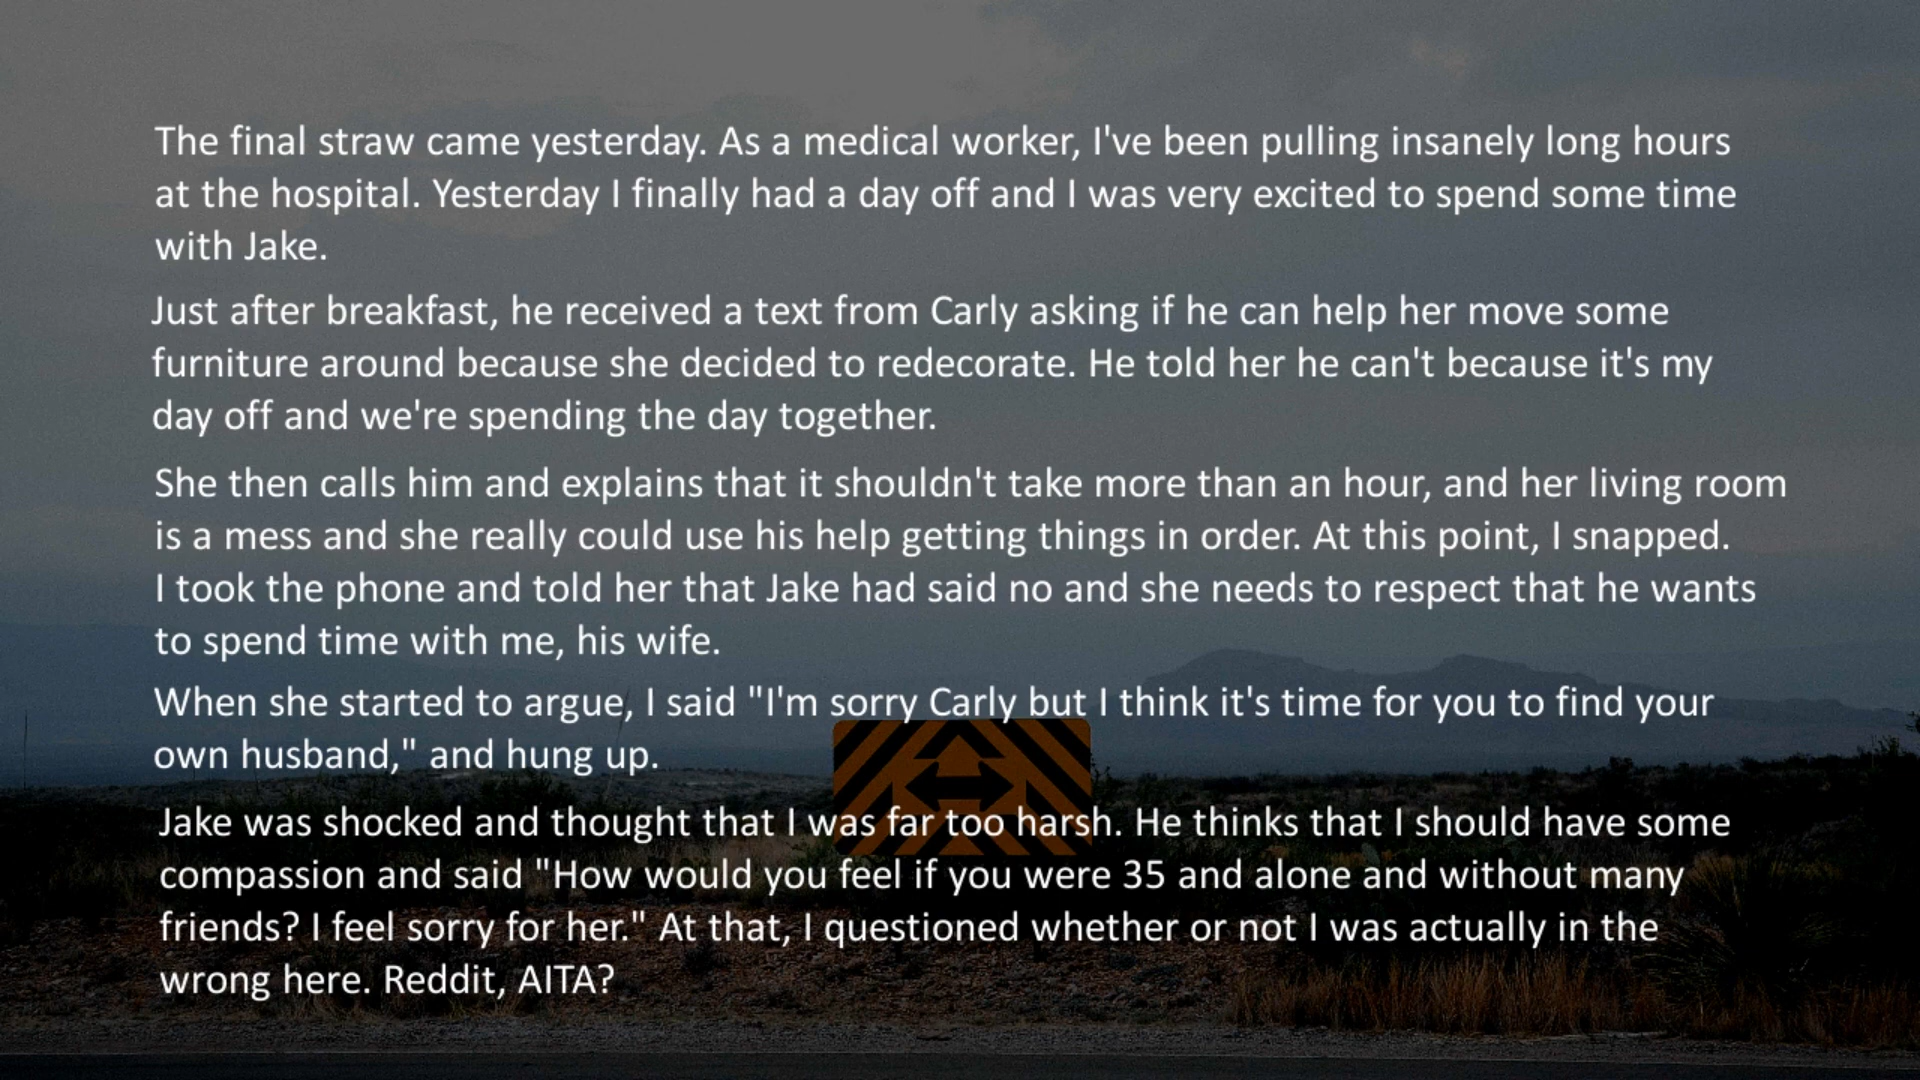 The final straw came yesterday. As a medical worker, I've been pulling insanely long hours
at the hospital. Yesterday I finally had a day off and I was very excited to spend some time
with Jake.
Just after breakfast, he received a text from Carly asking if he can help her move some
furniture around because she decided to redecorate. He told her he can't because it's my
day off and we're spending the day together.
She then calls him and explains that it shouldn't take more than an hour, and her living room
is a mess and she really could use his help getting things in order. At this point, I snapped.
I took the phone and told her that Jake had said no and she needs to respect that he wants
to spend time with me, his wife.
When she started to argue, I said "I'm sorry Carly but I think it's time for you to find your
own husband," and hung up.
Jake was shocked and thought that I was far too harsh. He thinks that I should have some
compassion and said "How would you feel if you were 35 and alone and without many
friends? I feel sorry for her." At that, I questioned whether or not I was actually in the
wrong here. Reddit, AITA?